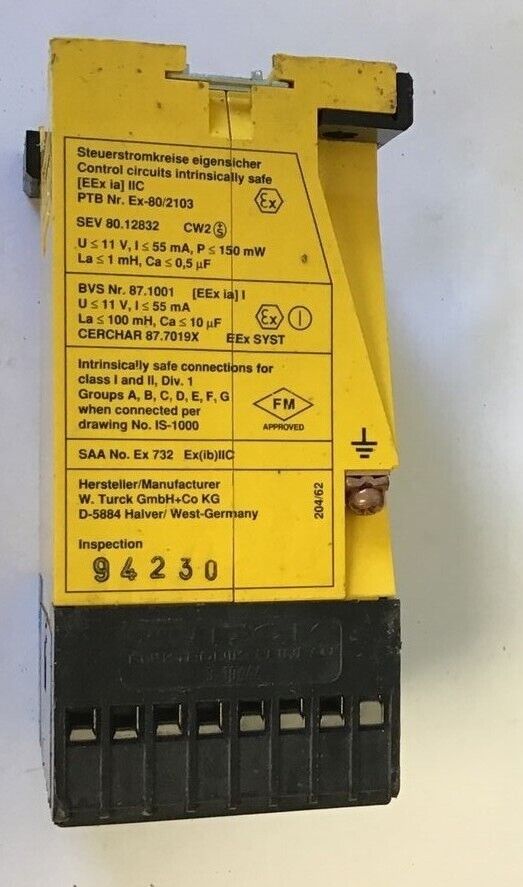 Steuerstromkreise eigensicher
Control circuits intrinsically safe
[EEx ia] IIC
PTB Nr. Ex-80/2103
Ex
SEV 80.12832 CW2
U ≤ 11 V, I ≤ 55 mA, P ≤ 150 mW
La ≤ 1 mH, Ca ≤ 0,5 µF
BVS Nr. 87.1001 [EEx ia] I
U ≤ 11 V, I ≤ 55 mA
La ≤ 100 mH, Ca ≤ 10 µF
Ex I
CERCHAR 87.7019X EEx SYST
Intrinsically safe connections for
class I and II, Div. 1
Groups A, B, C, D, E, F, G
when connected per
drawing No. IS-1000
FM
APPROVED
SAA No. Ex 732 Ex(ib)IIC
Hersteller/Manufacturer
W. Turck GmbH+Co KG
D-5884 Halver/ West-Germany
204/62
Inspection
94230